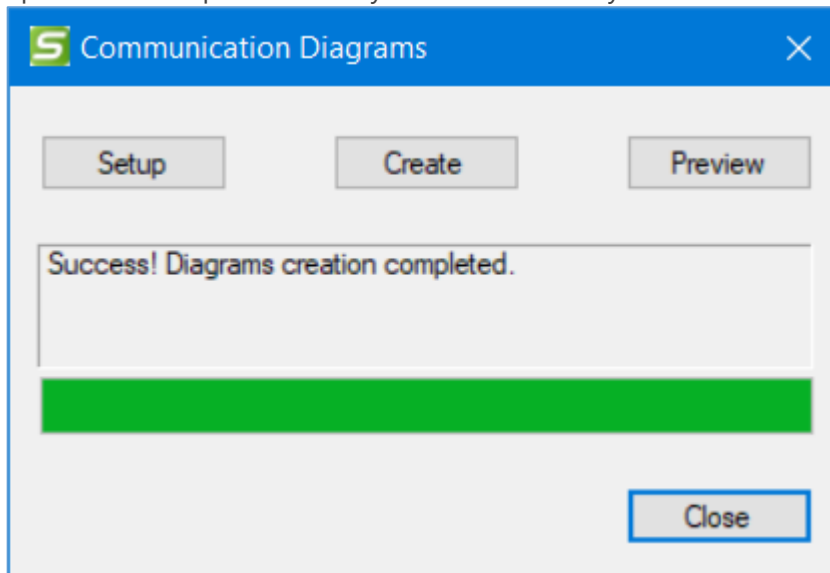 Communication Diagrams
Setup
Create
Preview
Success! Diagrams creation completed.
Close